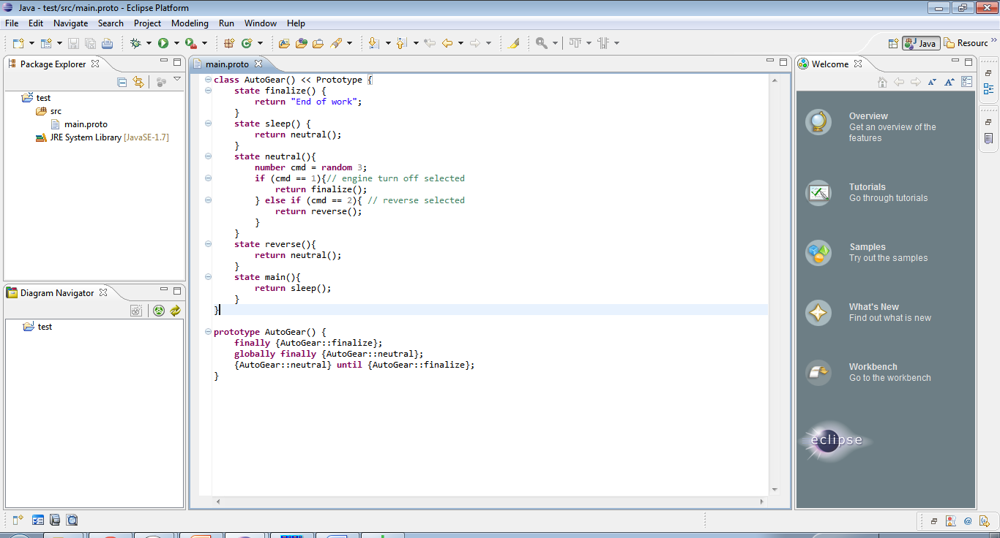 Java - test/src/main.proto - Eclipse Platform
File Edit Navigate Search Project Modeling Run Window Help
Java Resourc »
Package Explorer
test
src
main.proto
JRE System Library [JavaSE-1.7]
Diagram Navigator
test
main.proto
class AutoGear() << Prototype {
state finalize() {
return "End of work";
}
state sleep() {
return neutral();
}
state neutral(){
number cmd = random 3;
if (cmd == 1){// engine turn off selected
return finalize();
} else if (cmd == 2){ // reverse selected
return reverse();
}
}
state reverse(){
return neutral();
}
state main(){
return sleep();
}
}
prototype AutoGear() {
finally {AutoGear::finalize};
globally finally {AutoGear::neutral};
{AutoGear::neutral} until {AutoGear::finalize};
}
Welcome
Overview
Get an overview of the
features
Tutorials
Go through tutorials
Samples
Try out the samples
What's New
Find out what is new
Workbench
Go to the workbench
eclipse